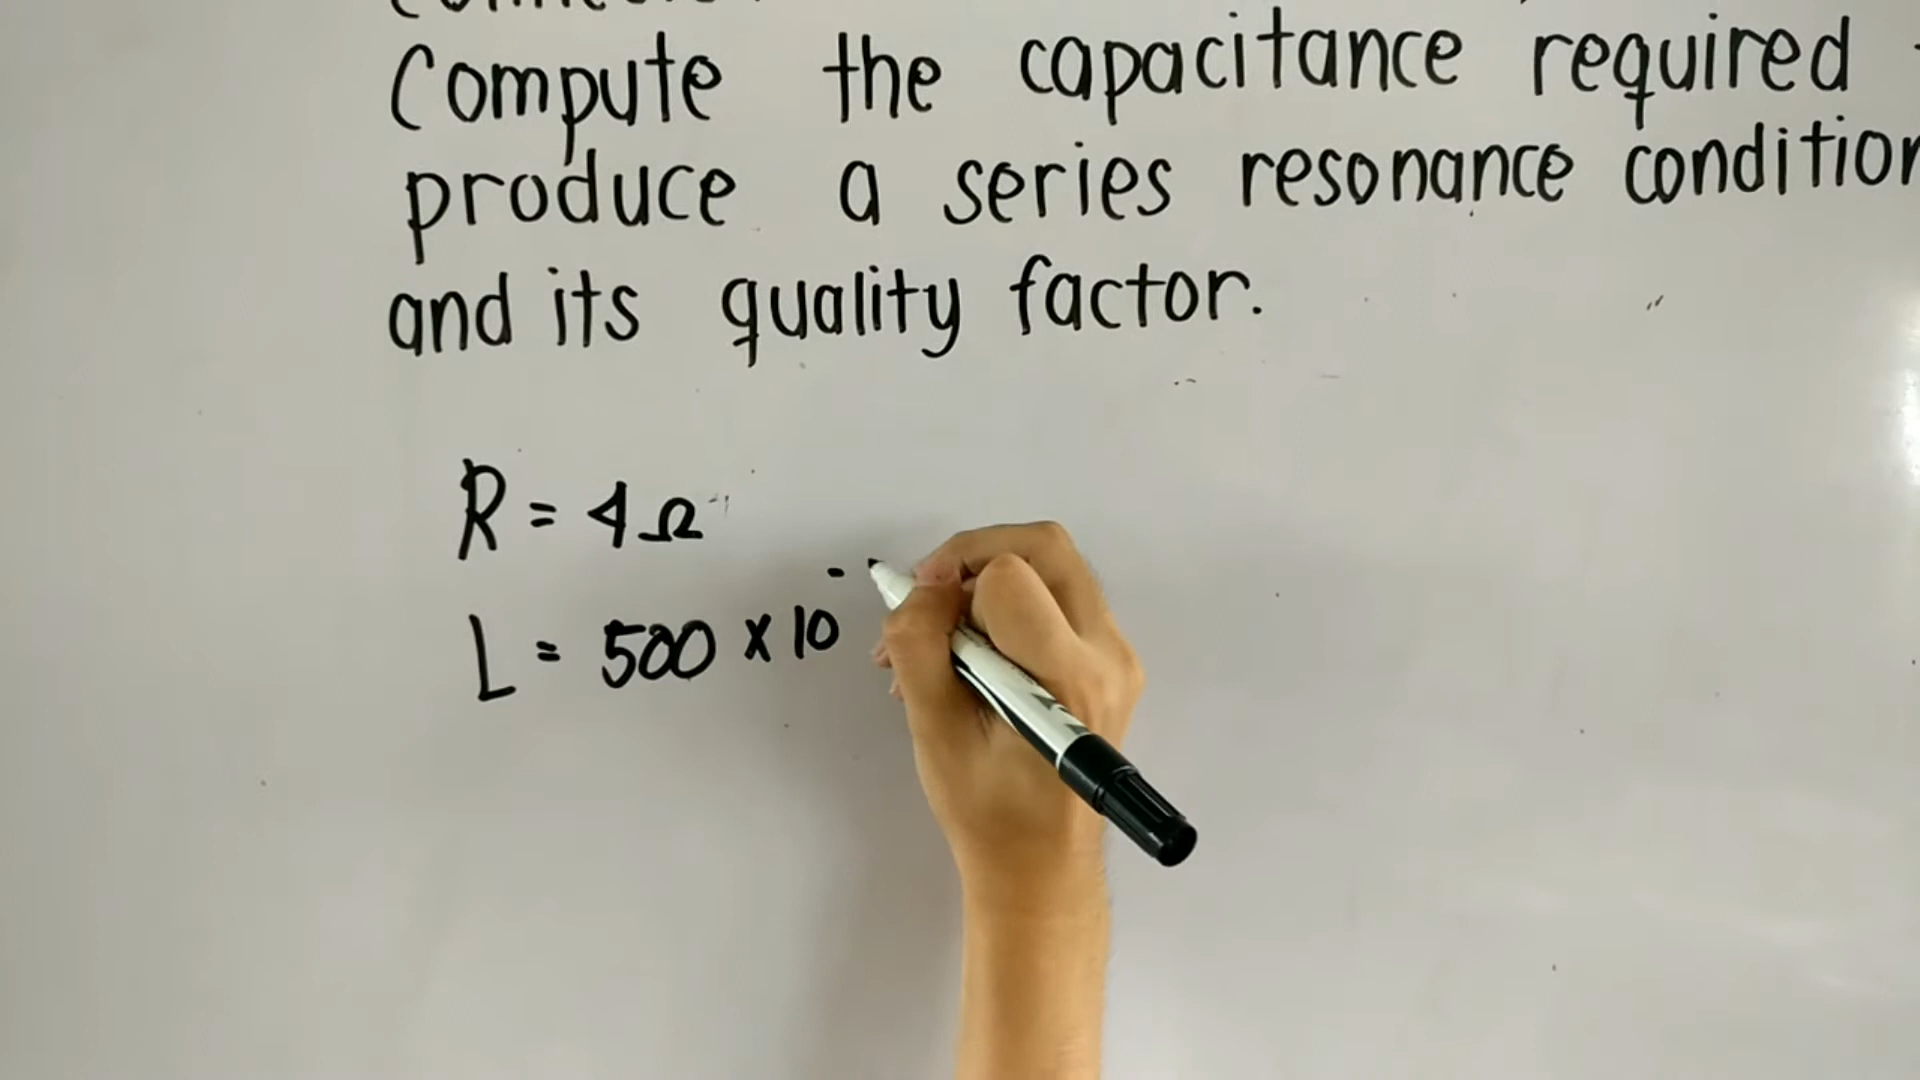 Compute the capacitance required
produce a series resonance condition
and its quality factor.
R = 4Ω
L = 500 x 10⁻